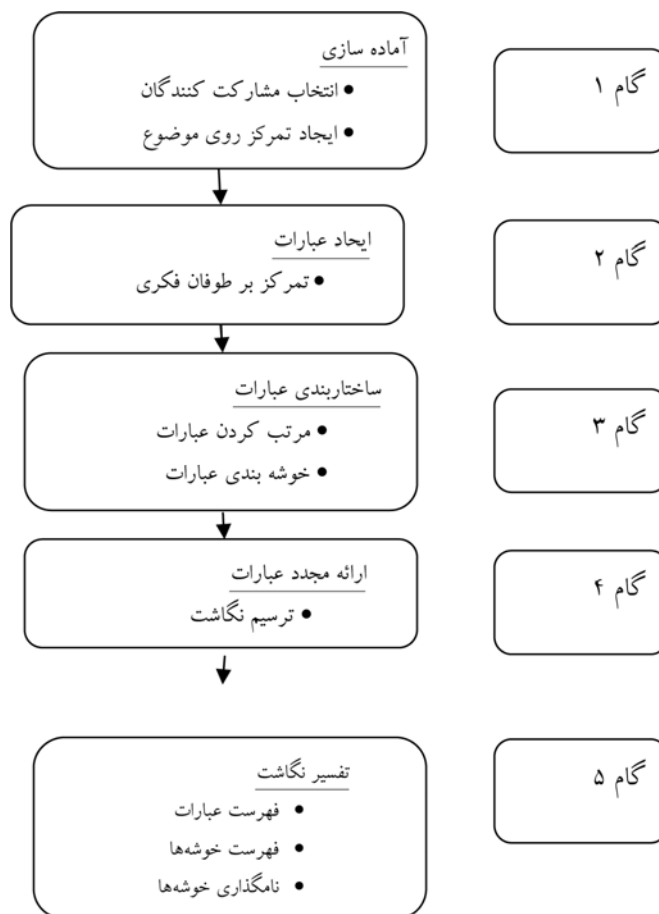 گام ۱
آماده سازی
● انتخاب مشارکت کنندگان
● ایجاد تمرکز روی موضوع
گام ۲
ایحاد عبارات
● تمرکز بر طوفان فکری
گام ۳
ساختاربندی عبارات
● مرتب کردن عبارات
● خوشه بندی عبارات
گام ۴
ارائه مجدد عبارات
● ترسیم نگاشت
گام ۵
تفسیر نگاشت
● فهرست عبارات
● فهرست خوشه‌ها
● نامگذاری خوشه‌ها